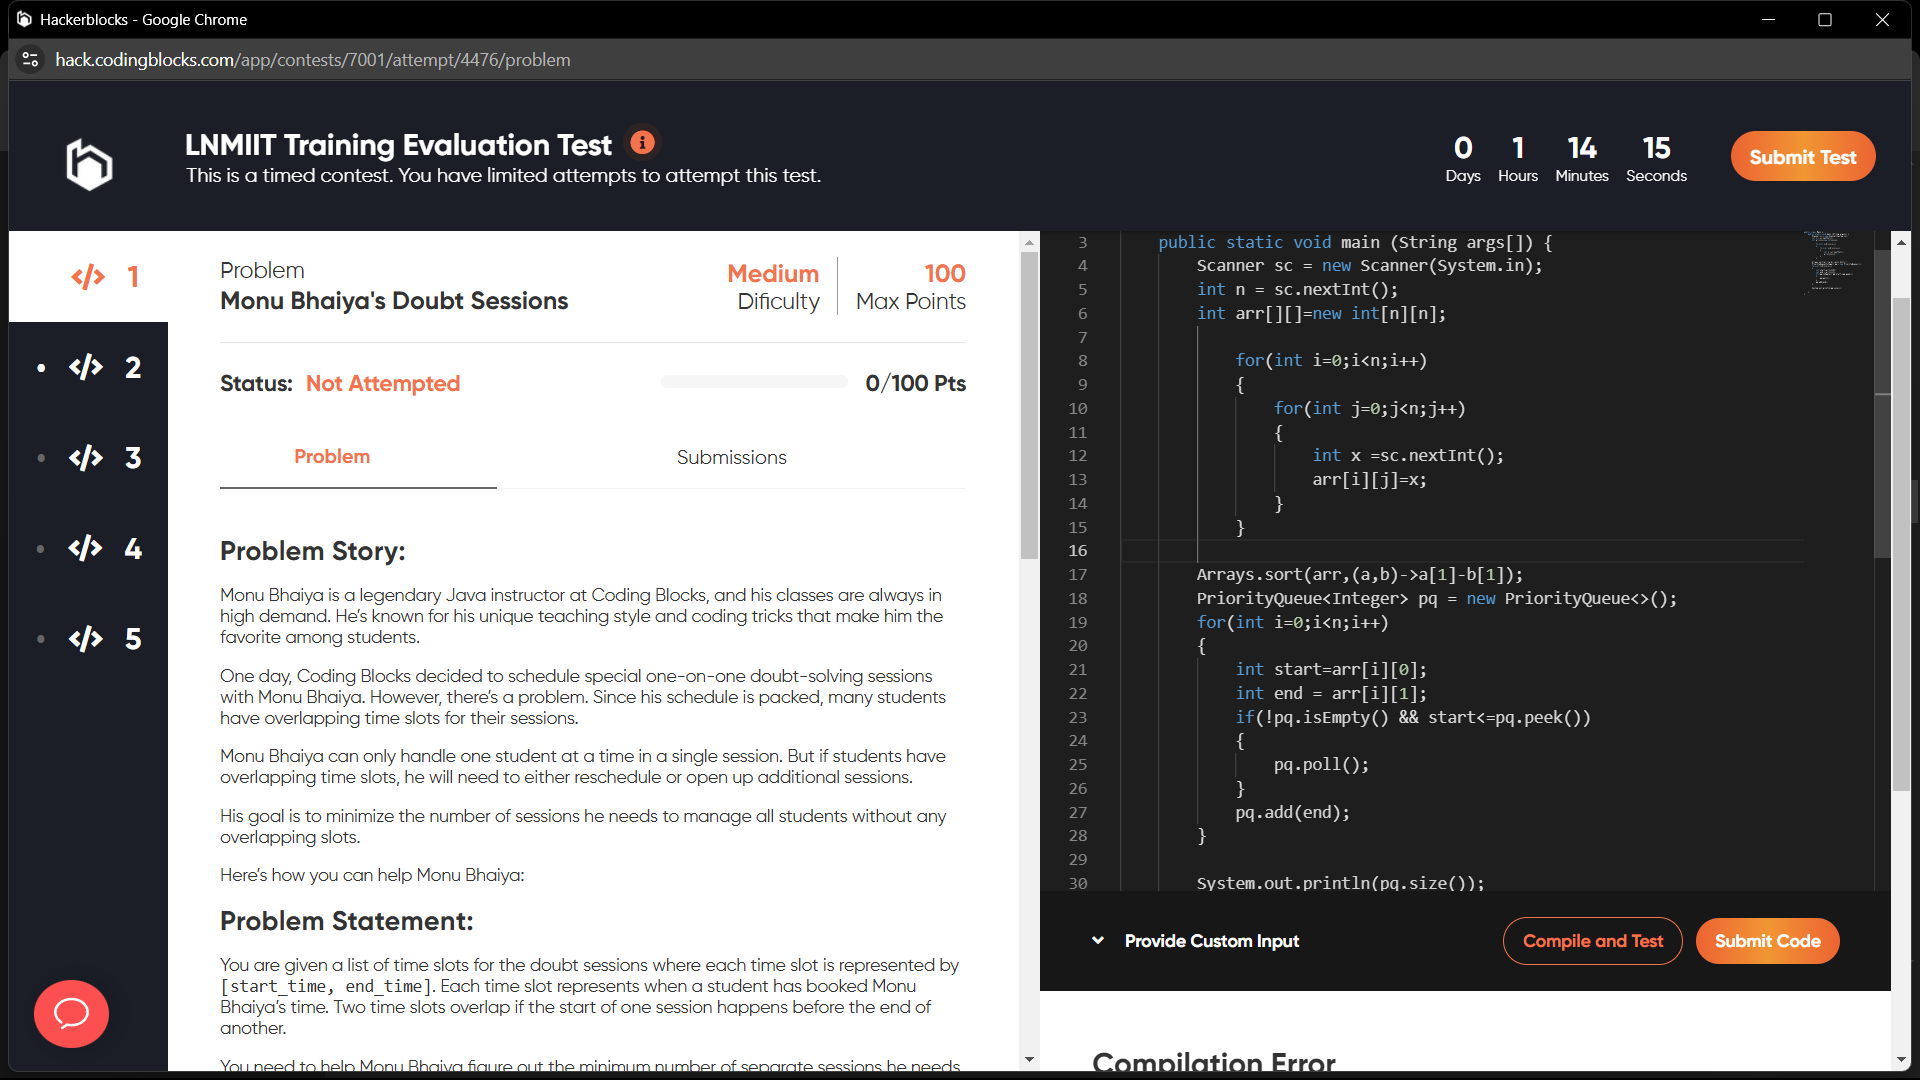 Hackerblocks - Google Chrome
hack.codingblocks.com/app/contests/7001/attempt/4476/problem
LNMIIT Training Evaluation Test
This is a timed contest. You have limited attempts to attempt this test.
0 1 14 15
Days Hours Minutes Seconds
Submit Test
</> 1
</> 2
</> 3
</> 4
</> 5
Problem
Monu Bhaiya's Doubt Sessions
Medium
Dificulty
100
Max Points
Status: Not Attempted
0/100 Pts
Problem
Submissions
Problem Story:
Monu Bhaiya is a legendary Java instructor at Coding Blocks, and his classes are always in
high demand. He's known for his unique teaching style and coding tricks that make him the
favorite among students.
One day, Coding Blocks decided to schedule special one-on-one doubt-solving sessions
with Monu Bhaiya. However, there's a problem. Since his schedule is packed, many students
have overlapping time slots for their sessions.
Monu Bhaiya can only handle one student at a time in a single session. But if students have
overlapping time slots, he will need to either reschedule or open up additional sessions.
His goal is to minimize the number of sessions he needs to manage all students without any
overlapping slots.
Here's how you can help Monu Bhaiya:
Problem Statement:
You are given a list of time slots for the doubt sessions where each time slot is represented by
[start_time, end_time]. Each time slot represents when a student has booked Monu
Bhaiya's time. Two time slots overlap if the start of one session happens before the end of
another.
You need to help Monu Bhaiya figure out the minimum number of separate sessions he needs
3 public static void main (String args[]) {
4 Scanner sc = new Scanner(System.in);
5 int n = sc.nextInt();
6 int arr[][]=new int[n][n];
7
8 for(int i=0;i<n;i++)
9 {
10 for(int j=0;j<n;j++)
11 {
12 int x =sc.nextInt();
13 arr[i][j]=x;
14 }
15 }
16
17 Arrays.sort(arr,(a,b)->a[1]-b[1]);
18 PriorityQueue<Integer> pq = new PriorityQueue<>();
19 for(int i=0;i<n;i++)
20 {
21 int start=arr[i][0];
22 int end = arr[i][1];
23 if(!pq.isEmpty() && start<=pq.peek())
24 {
25 pq.poll();
26 }
27 pq.add(end);
28 }
29
30 System.out.println(pq.size());
Provide Custom Input
Compile and Test
Submit Code
Compilation Error